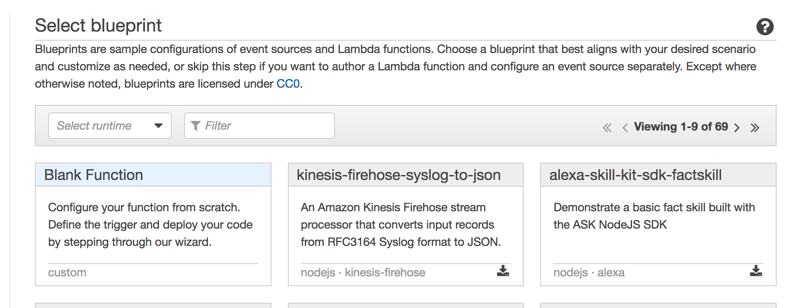 Select blueprint
Blueprints are sample configurations of event sources and Lambda functions. Choose a blueprint that best aligns with your desired scenario
and customize as needed, or skip this step if you want to author a Lambda function and configure an event source separately. Except where
otherwise noted, blueprints are licensed under CC0.
Select runtime
Filter
« ‹ Viewing 1-9 of 69 › »
Blank Function
Configure your function from scratch.
Define the trigger and deploy your code
by stepping through our wizard.
custom
kinesis-firehose-syslog-to-json
An Amazon Kinesis Firehose stream
processor that converts input records
from RFC3164 Syslog format to JSON.
nodejs · kinesis-firehose
alexa-skill-kit-sdk-factskill
Demonstrate a basic fact skill built with
the ASK NodeJS SDK
nodejs · alexa